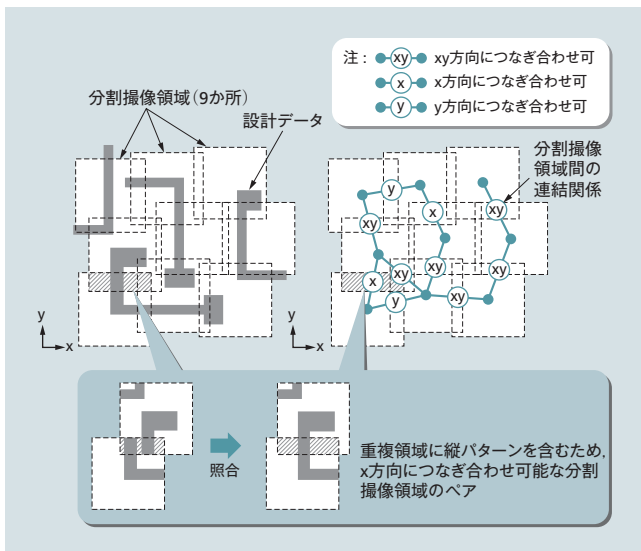 注：xy xy方向につなぎ合わせ可
x x方向につなぎ合わせ可
y y方向につなぎ合わせ可
分割撮像領域（9か所）
設計データ
分割撮像
領域間の
連結関係
y
x
xy
xy
x
xy
xy
xy
y
xy
y
x
y
x
照合
重複領域に縦パターンを含むため，
x方向につなぎ合わせ可能な分割
撮像領域のペア